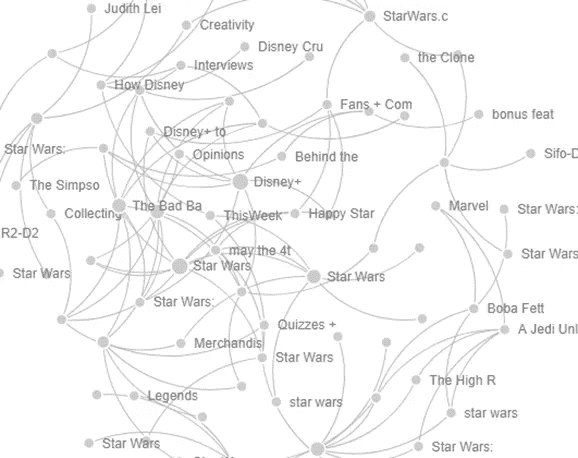 Judith Lei
StarWars.c
Creativity
Disney Cru
the Clone
Interviews
How Disney
Fans + Com
bonus feat
Disney+ to
Star Wars:
Opinions
Behind the
Sifo-D
The Simpso
Disney+
The Bad Ba
Collecting
ThisWeek
Happy Star
Marvel
Star Wars:
R2-D2
may the 4t
Star Wars
Star Wars
Star Wars
Star Wars
Star Wars:
Boba Fett
Quizzes +
A Jedi Unl
Merchandis
Star Wars
The High R
Legends
star wars
star wars
Star Wars
Star Wars: